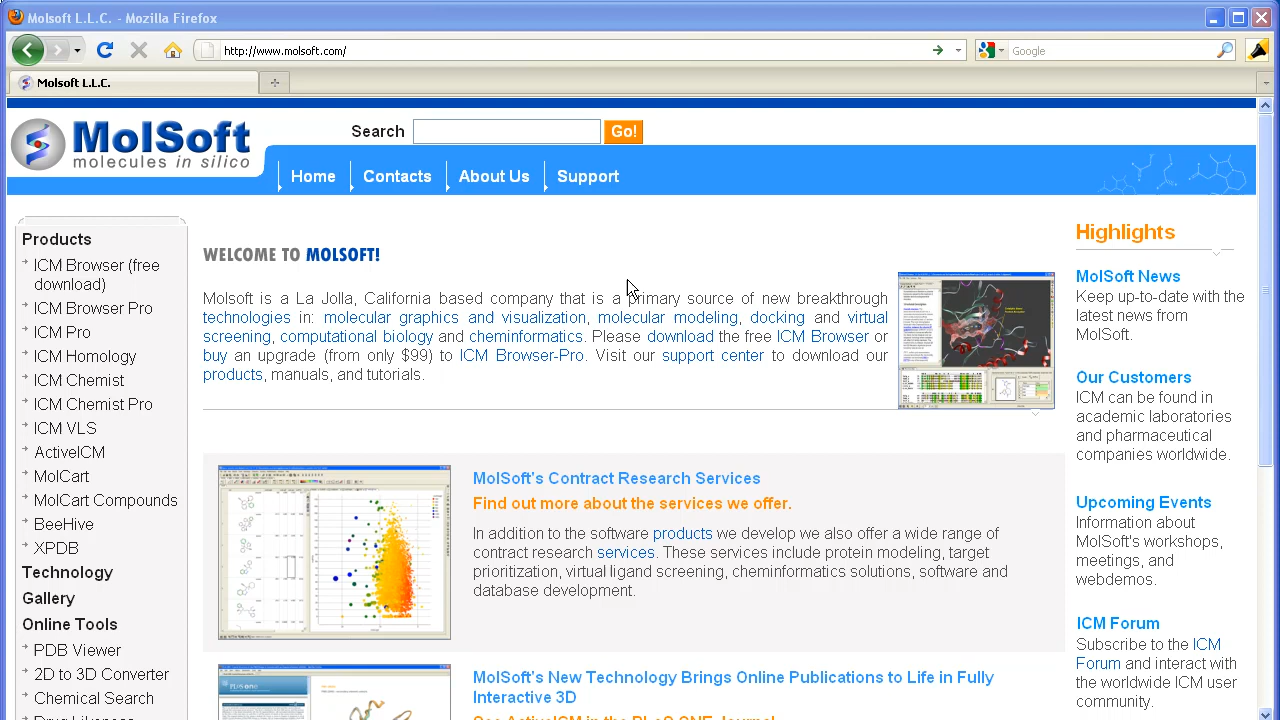 Molsoft L.L.C. - Mozilla Firefox
http://www.molsoft.com/
Google
Molsoft L.L.C.
MolSoft
molecules in silico
Search
Go!
Home
Contacts
About Us
Support
Products
ICM Browser (free
download)
ICM Browser Pro
ICM Pro
ICM Homology
ICM Chemist
ICM Chemist Pro
ICM VLS
ActiveICM
MolCart
MolCart Compounds
BeeHive
XPDB
Technology
Gallery
Online Tools
PDB Viewer
2D to 3D Converter
Chemical Search
WELCOME TO MOLSOFT!
MolSoft is a La Jolla, California based company that is a primary source of new breakthrough
technologies in molecular graphics and visualization, molecular modeling, docking and virtual
screening, computational biology and cheminformatics. Please download the free ICM Browser or
buy an upgrade (from only $99) to ICM Browser-Pro. Visit our support center to download our
products, manuals and tutorials.
MolSoft's Contract Research Services
Find out more about the services we offer.
In addition to the software products we develop we also offer a wide range of
contract research services. These services include protein modeling, target
prioritization, virtual ligand screening, cheminformatics solutions, software and
database development.
MolSoft's New Technology Brings Online Publications to Life in Fully
Interactive 3D
See ActiveICM in the PLoS ONE Journal
Highlights
MolSoft News
Keep up-to-date with the
latest news from
MolSoft.
Our Customers
ICM can be found in
academic laboratories
and pharmaceutical
companies worldwide.
Upcoming Events
Information about
MolSoft's workshops,
meetings, and
webdemos.
ICM Forum
Subscribe to the ICM
Forum to interact with
the worldwide ICM user
community.